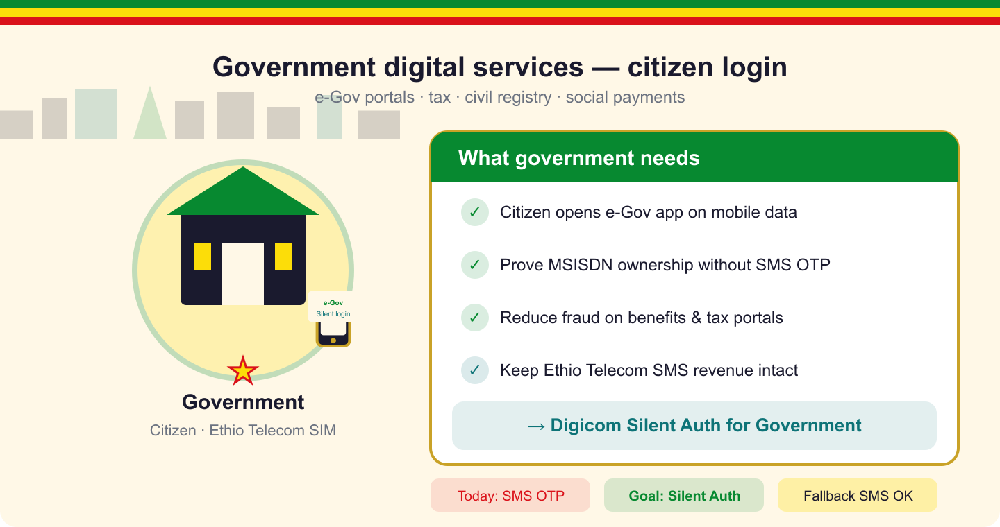 Government digital services — citizen login
e-Gov portals · tax · civil registry · social payments
What government needs
✓ Citizen opens e-Gov app on mobile data
✓ Prove MSISDN ownership without SMS OTP
✓ Reduce fraud on benefits & tax portals
✓ Keep Ethio Telecom SMS revenue intact
→ Digicom Silent Auth for Government
e-Gov
Silent login
Government
Citizen · Ethio Telecom SIM
Today: SMS OTP
Goal: Silent Auth
Fallback SMS OK